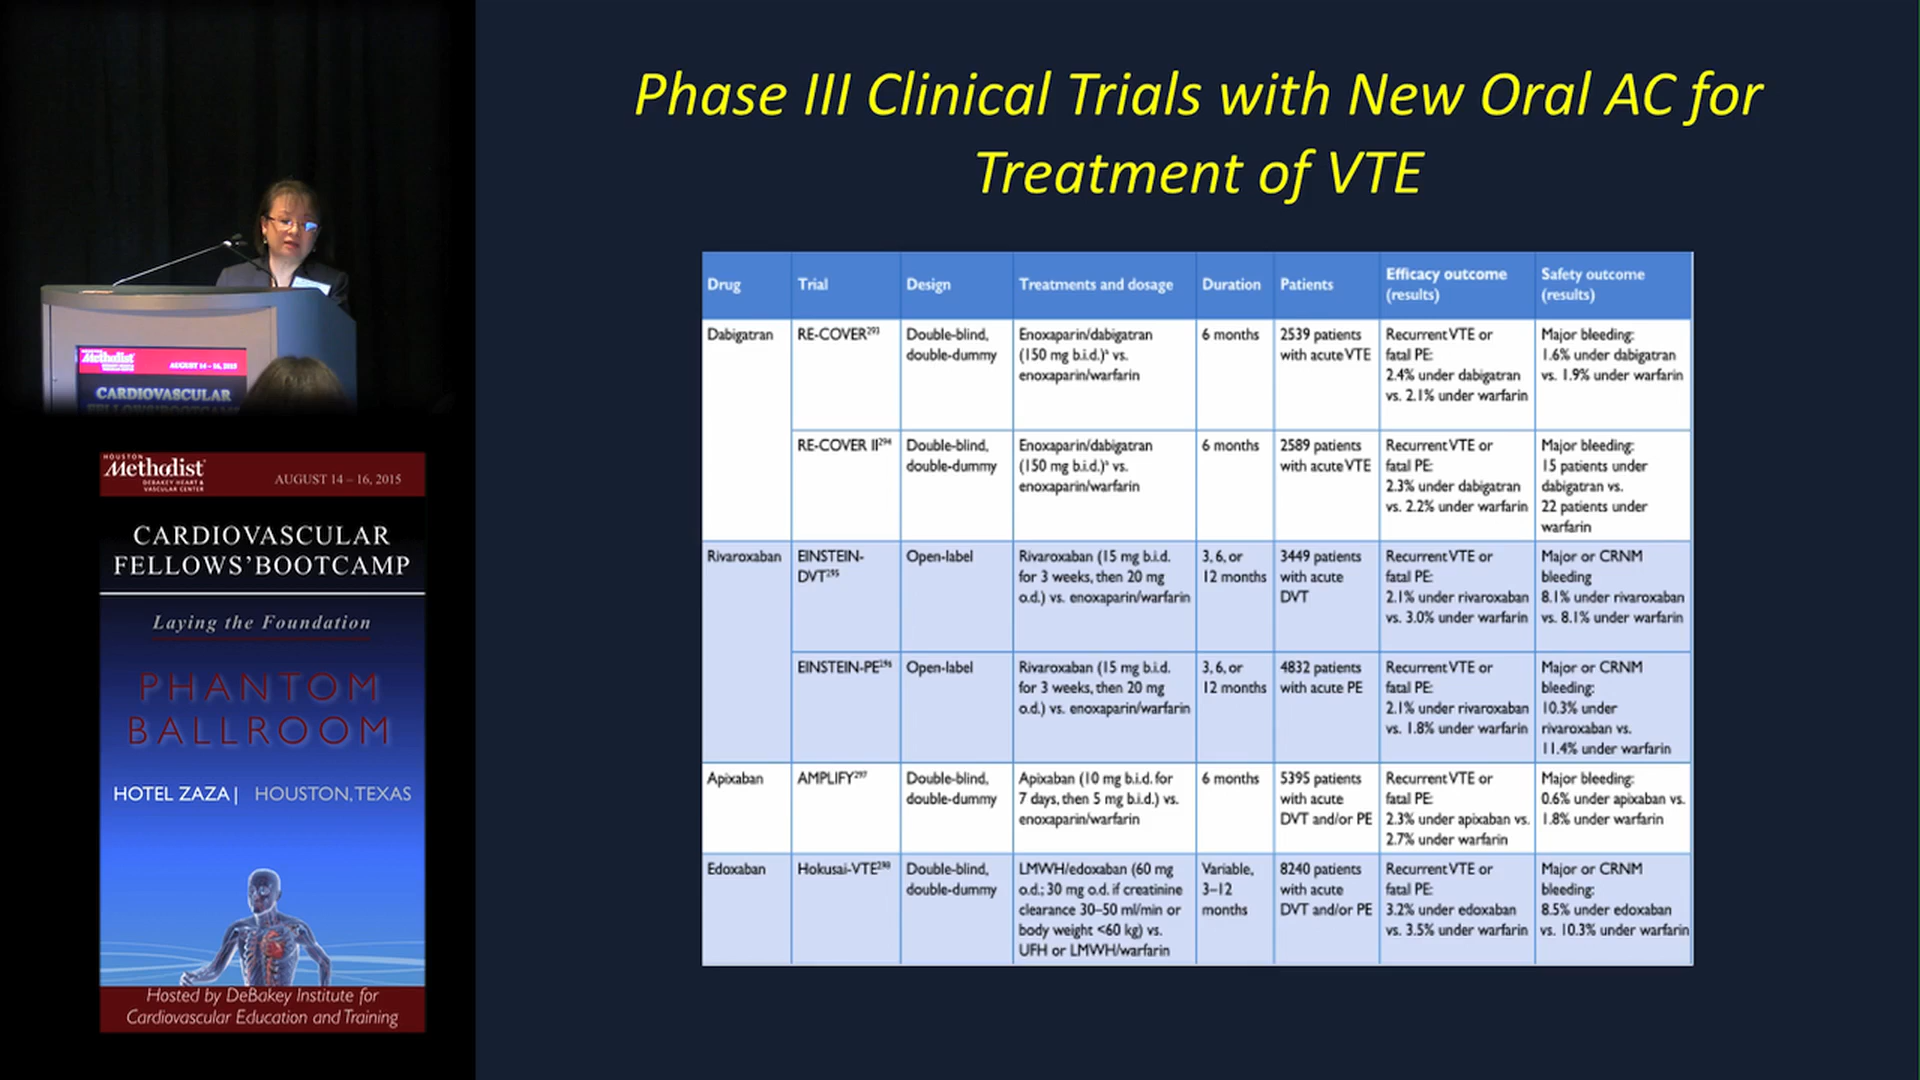 Phase III Clinical Trials with New Oral AC for
Treatment of VTE
Drug
Trial
Design
Treatments and dosage
Duration
Patients
Efficacy outcome
(results)
Safety outcome
(results)
Dabigatran
RE-COVER²⁹³
Double-blind,
double-dummy
Enoxaparin/dabigatran
(150 mg b.i.d.)ᵃ vs.
enoxaparin/warfarin
6 months
2539 patients
with acute VTE
Recurrent VTE or
fatal PE:
2.4% under dabigatran
vs. 2.1% under warfarin
Major bleeding:
1.6% under dabigatran
vs. 1.9% under warfarin
RE-COVER II²⁹⁴
Double-blind,
double-dummy
Enoxaparin/dabigatran
(150 mg b.i.d.)ᵃ vs.
enoxaparin/warfarin
6 months
2589 patients
with acute VTE
Recurrent VTE or
fatal PE:
2.3% under dabigatran
vs. 2.2% under warfarin
Major bleeding:
15 patients under
dabigatran vs.
22 patients under
warfarin
Rivaroxaban
EINSTEIN-
DVT²⁹⁵
Open-label
Rivaroxaban (15 mg b.i.d.
for 3 weeks, then 20 mg
o.d.) vs. enoxaparin/warfarin
3, 6, or
12 months
3449 patients
with acute
DVT
Recurrent VTE or
fatal PE:
2.1% under rivaroxaban
vs. 3.0% under warfarin
Major or CRNM
bleeding
8.1% under rivaroxaban
vs. 8.1% under warfarin
EINSTEIN-PE²⁹⁶
Open-label
Rivaroxaban (15 mg b.i.d.
for 3 weeks, then 20 mg
o.d.) vs. enoxaparin/warfarin
3, 6, or
12 months
4832 patients
with acute PE
Recurrent VTE or
fatal PE:
2.1% under rivaroxaban
vs. 1.8% under warfarin
Major or CRNM
bleeding:
10.3% under
rivaroxaban vs.
11.4% under warfarin
Apixaban
AMPLIFY²⁹⁷
Double-blind,
double-dummy
Apixaban (10 mg b.i.d. for
7 days, then 5 mg b.i.d.) vs.
enoxaparin/warfarin
6 months
5395 patients
with acute
DVT and/or PE
Recurrent VTE or
fatal PE:
2.3% under apixaban vs.
2.7% under warfarin
Major bleeding:
0.6% under apixaban vs.
1.8% under warfarin
Edoxaban
Hokusai-VTE²⁹⁸
Double-blind,
double-dummy
LMWH/edoxaban (60 mg
o.d.; 30 mg o.d. if creatinine
clearance 30–50 ml/min or
body weight <60 kg) vs.
UFH or LMWH/warfarin
Variable,
3–12
months
8240 patients
with acute
DVT and/or PE
Recurrent VTE or
fatal PE:
3.2% under edoxaban
vs. 3.5% under warfarin
Major or CRNM
bleeding:
8.5% under edoxaban
vs. 10.3% under warfarin
Methodist
AUGUST 14 – 16, 2015
CARDIOVASCULAR
FELLOWS'BOOTCAMP
HOUSTON
Methodist
DEBAKEY HEART &
VASCULAR CENTER
AUGUST 14 – 16, 2015
CARDIOVASCULAR
FELLOWS'BOOTCAMP
Laying the Foundation
PHANTOM
BALLROOM
HOTEL ZAZA | HOUSTON, TEXAS
Hosted by DeBakey Institute for
Cardiovascular Education and Training